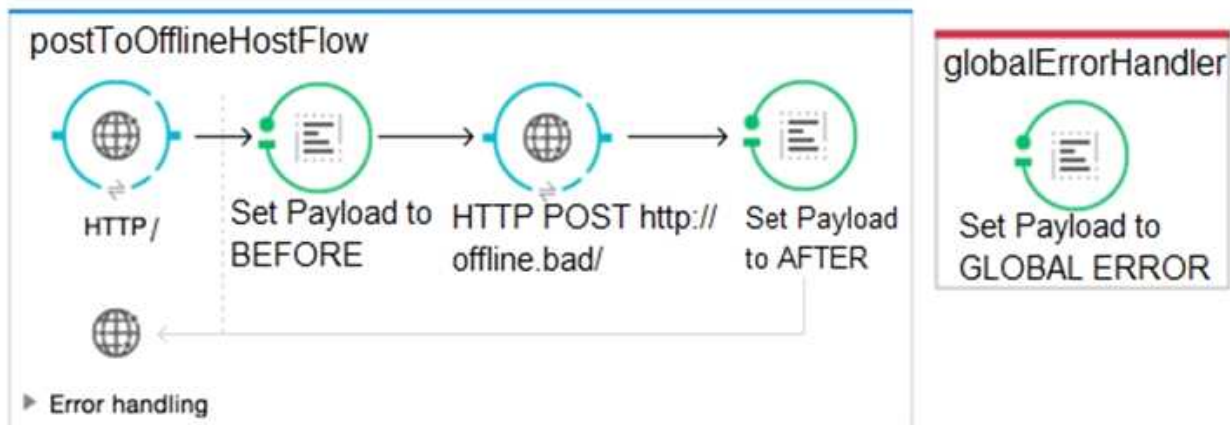 postToOfflineHostFlow
HTTP /
Set Payload to
BEFORE
HTTP POST http://
offline.bad/
Set Payload
to AFTER
Error handling
globalErrorHandler
Set Payload to
GLOBAL ERROR